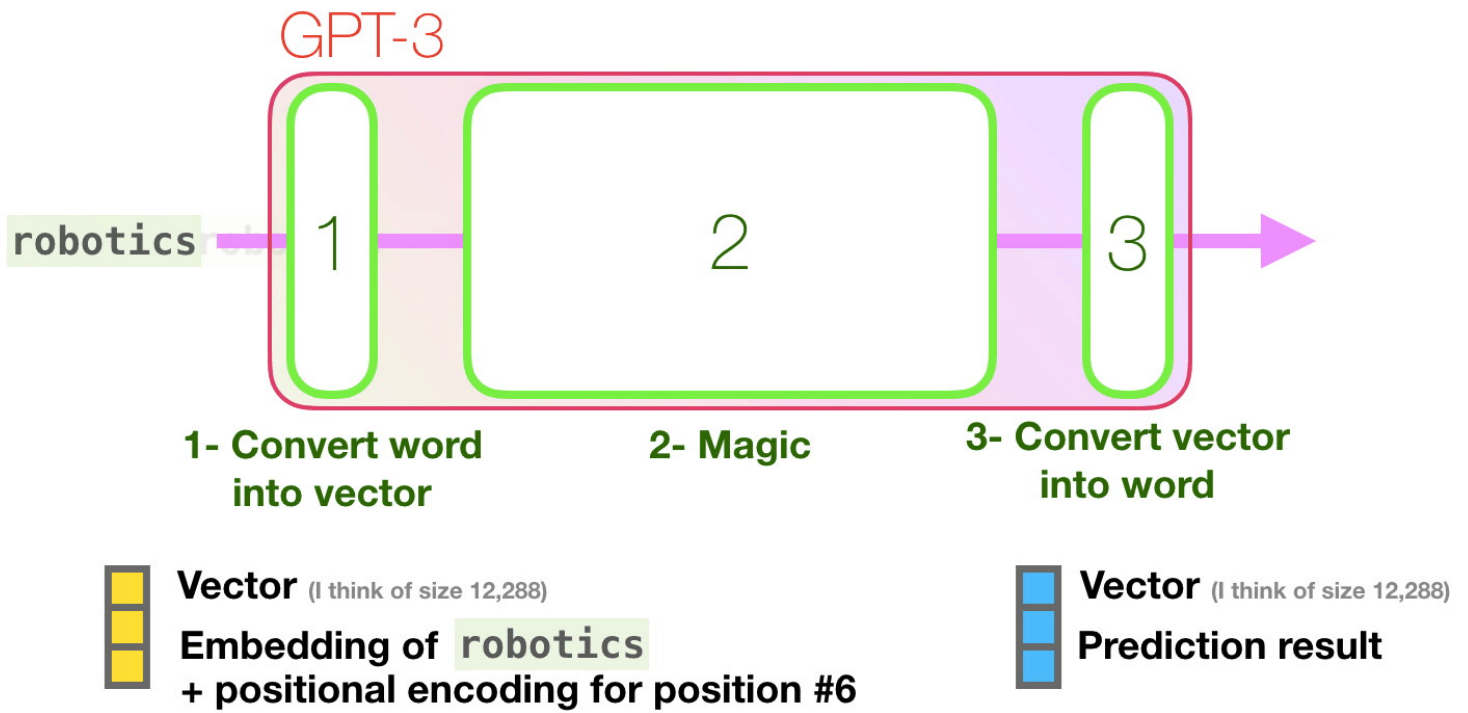 GPT-3
robotics
1
2
3
1- Convert word
into vector
2- Magic
3- Convert vector
into word
Vector (I think of size 12,288)
Embedding of robotics
+ positional encoding for position #6
Vector (I think of size 12,288)
Prediction result